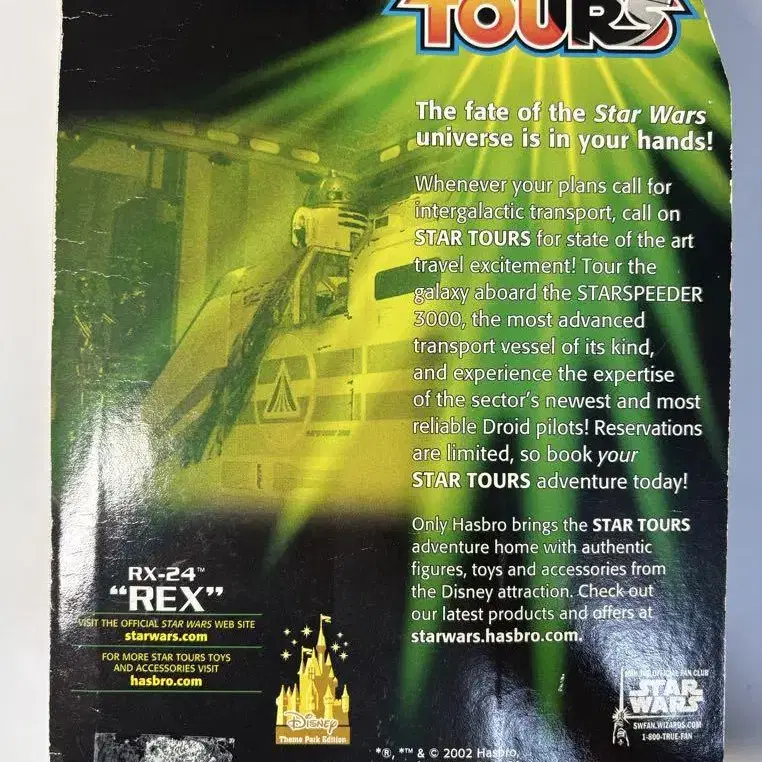 TOURS
The fate of the Star Wars
universe is in your hands!
Whenever your plans call for
intergalactic transport, call on
STAR TOURS for state of the art
travel excitement! Tour the
galaxy aboard the STARSPEEDER
3000, the most advanced
transport vessel of its kind,
and experience the expertise
of the sector's newest and most
reliable Droid pilots! Reservations
are limited, so book your
STAR TOURS adventure today!
Only Hasbro brings the STAR TOURS
adventure home with authentic
figures, toys and accessories from
the Disney attraction. Check out
our latest products and offers at
starwars.hasbro.com.
RX-24™
"REX"
VISIT THE OFFICIAL STAR WARS WEB SITE
starwars.com
FOR MORE STAR TOURS TOYS
AND ACCESSORIES VISIT
hasbro.com
Disney
Theme Park Edition
*®, *™ & © 2002 Hasbro.
OFFICIAL FAN CLUB
STAR
WARS
SWFAN.WIZARDS.COM
1-800-TRUE-FAN